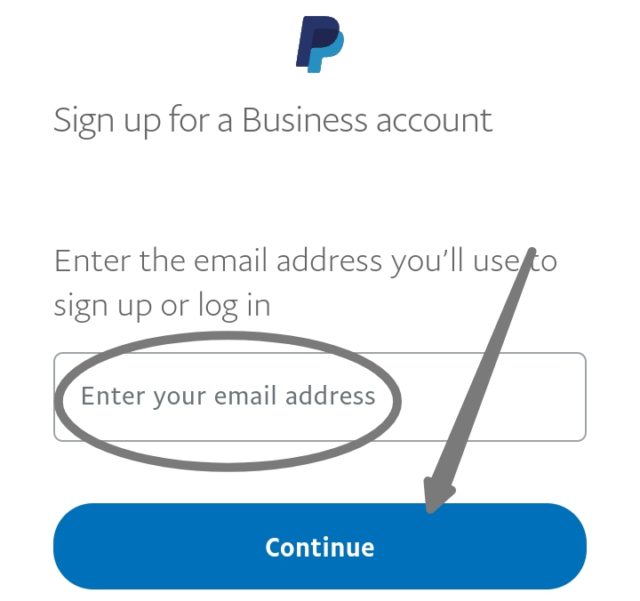 Sign up for a Business account
Enter the email address you'll use to
sign up or log in
Enter your email address
Continue